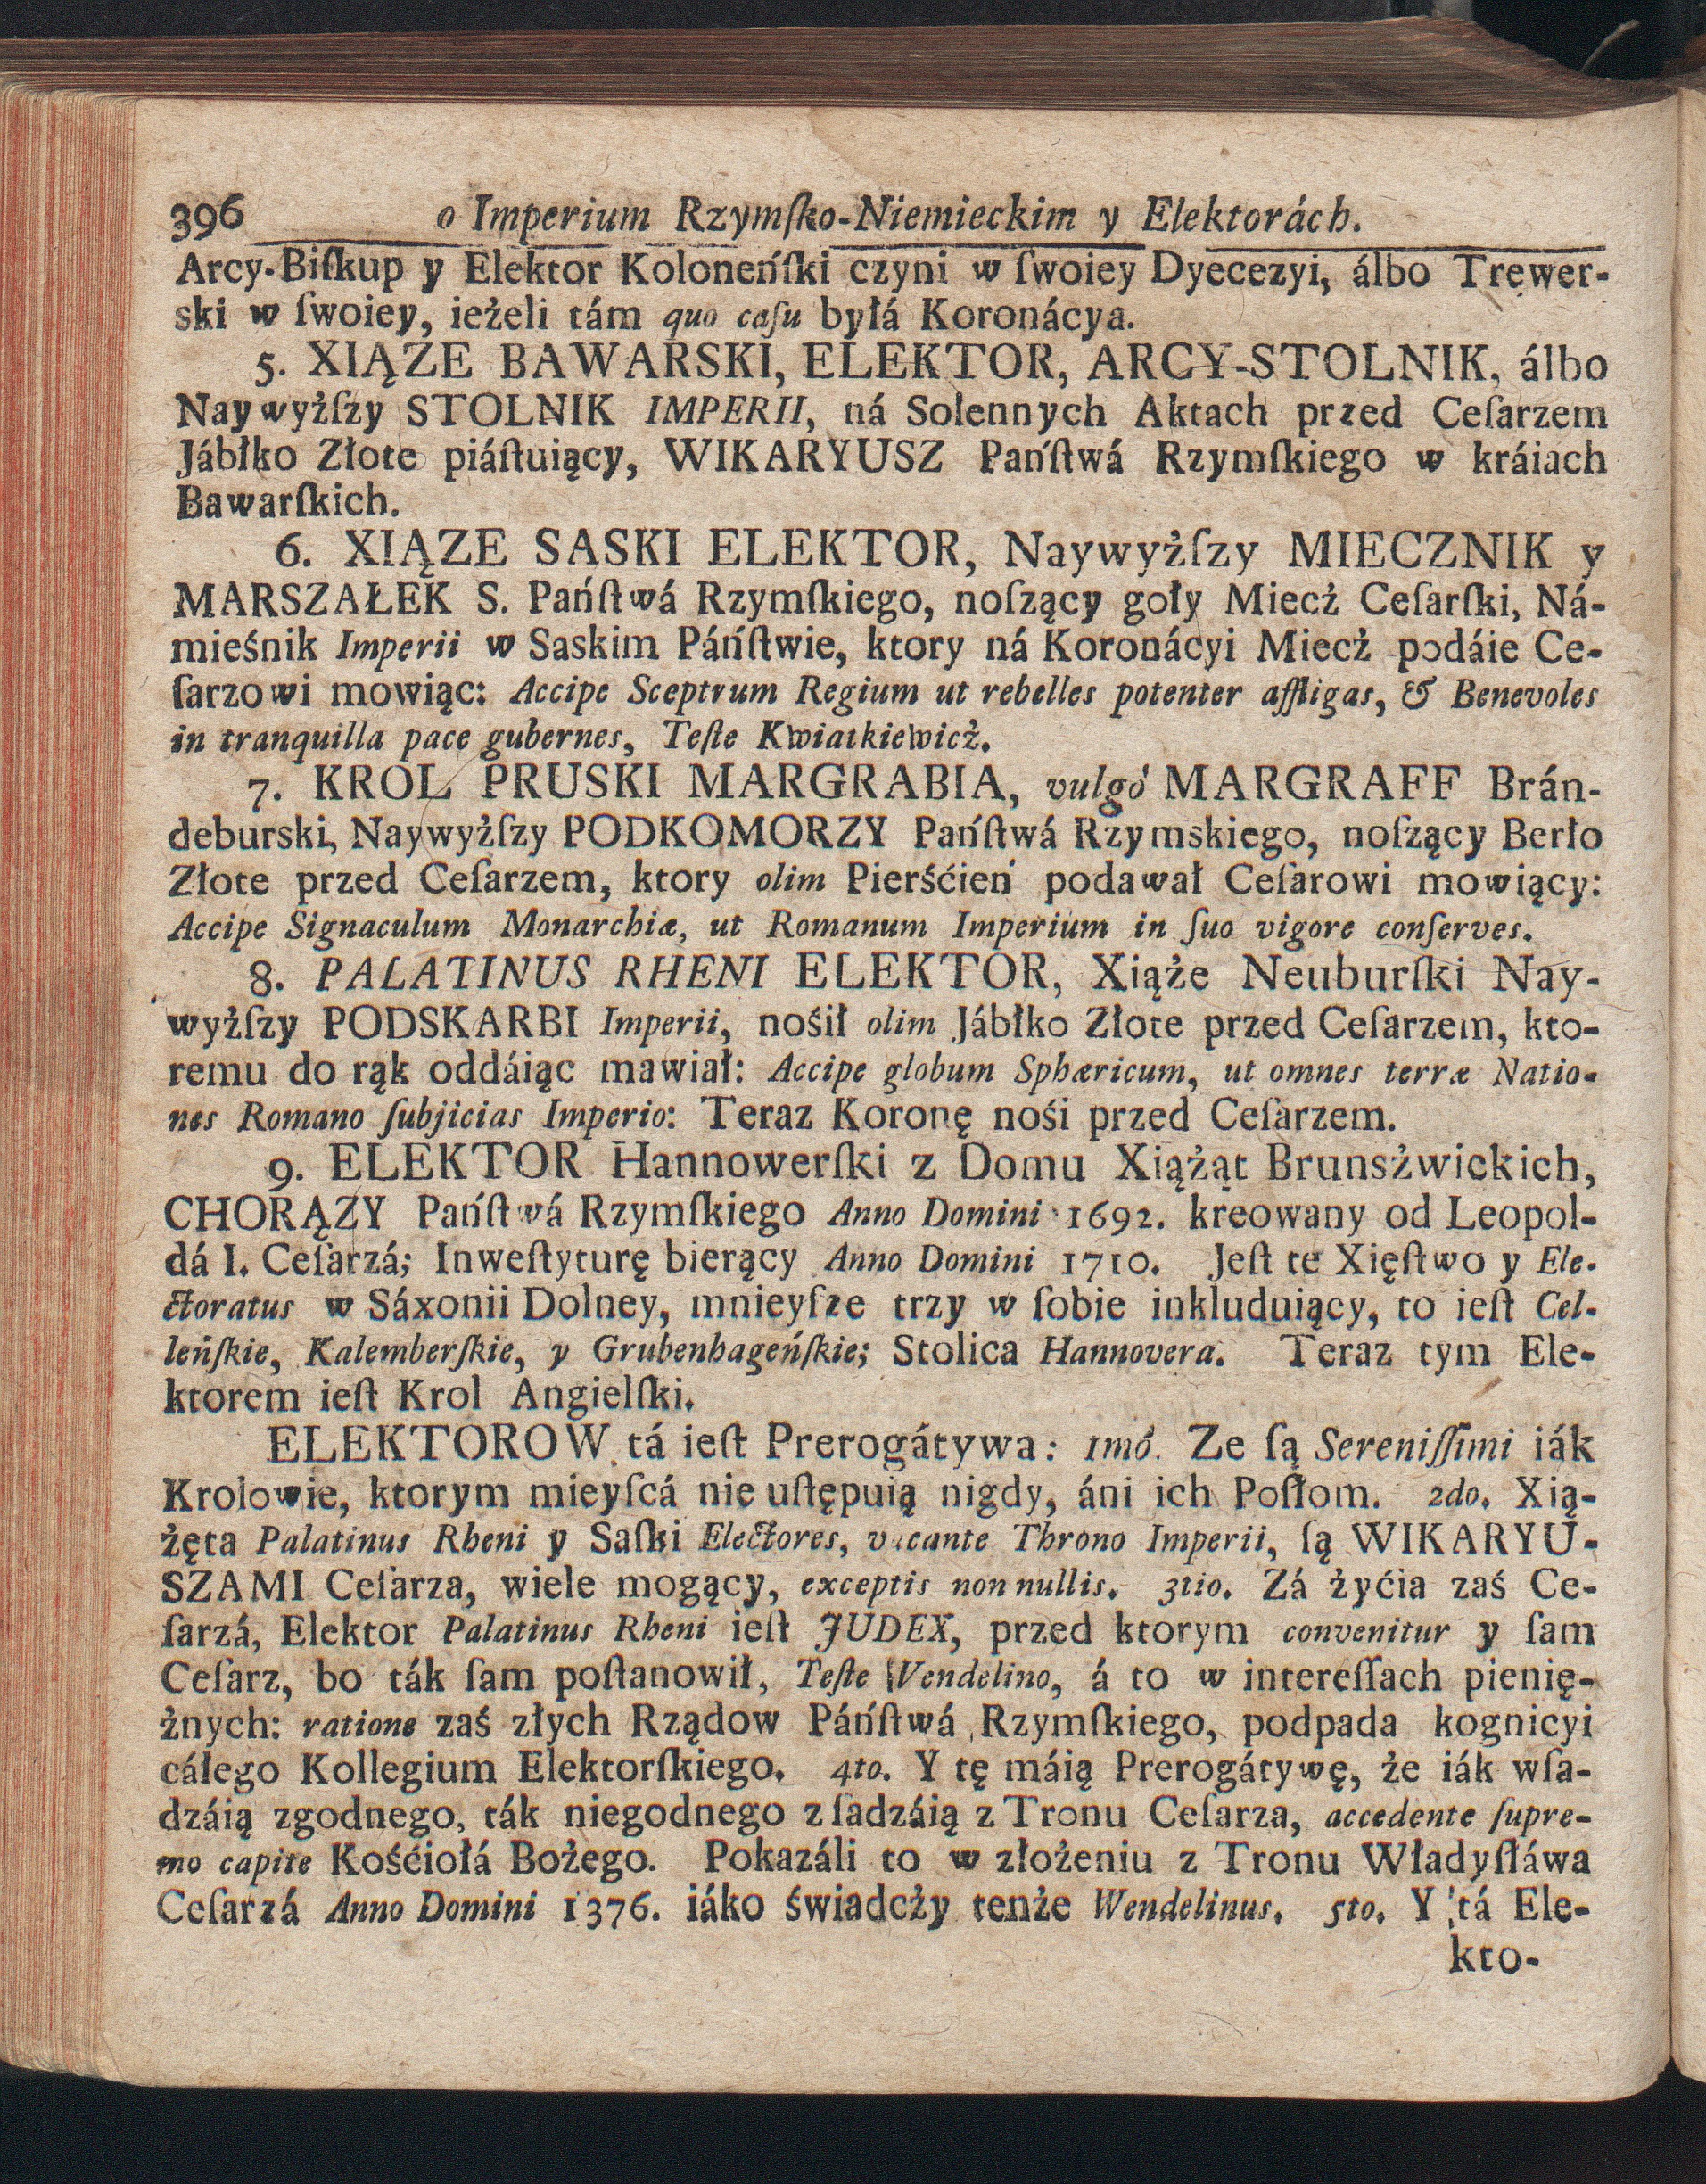 396 o Imperium Rzymſko-Niemieckim y Elektorách.
Arcy-Biſkup y Elektor Koloneńſki czyni w ſwoiey Dyecezyi, álbo Trewer-
ski w ſwoiey, ieżeli tám quo caſu byłá Koronácya.
5. XIĄŻE BAWARSKI, ELEKTOR, ARCY-STOLNIK, álbo
Naywyżſzy STOLNIK IMPERII, ná Solennych Aktach przed Ceſarzem
Jábłko Złote piáſtuiący, WIKARYUSZ Pańſtwá Rzymſkiego w kráiach
Bawarſkich.
6. XIĄZE SASKI ELEKTOR, Naywyżſzy MIECZNIK y
MARSZAŁEK S. Pańſtwá Rzymſkiego, noſzący goły Miecż Ceſarſki, Ná-
mieśnik Imperii w Saskim Páńſtwie, ktory ná Koronácyi Miecż podáie Ce-
ſarzowi mowiąc: Accipe Sceptrum Regium ut rebelles potenter affligas, & Benevoles
in tranquilla pace gubernes, Teſte Kwiatkiewicż.
7. KROL PRUSKI MARGRABIA, vulgó MARGRAFF Brán-
deburski, Naywyżſzy PODKOMORZY Pańſtwá Rzymskiego, noſzący Berło
Złote przed Ceſarzem, ktory olim Pierśćień podawał Ceſarowi mowiący:
Accipe Signaculum Monarchiæ, ut Romanum Imperium in ſuo vigore conſerves.
8. PALATINUS RHENI ELEKTOR, Xiąże Neuburſki Nay-
wyżſzy PODSKARBI Imperii, nośił olim Jábłko Złote przed Ceſarzem, kto-
remu do rąk oddáiąc mawiał: Accipe globum Sphæricum, ut omnes terræ Natio-
nes Romano ſubjicias Imperio: Teraz Koronę nośi przed Ceſarzem.
9. ELEKTOR Hannowerſki z Domu Xiążąt Brunsżwickich,
CHORĄZY Pańſtwá Rzymſkiego Anno Domini 1692. kreowany od Leopol-
dá I. Ceſarzá; Inweſtyturę bierący Anno Domini 1710. Jeſt te Xięſtwo y Ele-
ctoratus w Sáxonii Dolney, mnieyſze trzy w ſobie inkluduiący, to ieſt Cel-
leńſkie, Kalemberſkie, y Grubenhageńſkie; Stolica Hannovera. Teraz tym Ele-
ktorem ieſt Krol Angielſki.
ELEKTOROW tá ieſt Prerogátywa: 1mó. Ze ſą Sereniſſimi iák
Krolowie, ktorym mieyſcá nie uſtępuią nigdy, áni ich Poſłom. 2do. Xią-
żęta Palatinus Rheni y Saſki Electores, vacante Throno Imperii, ſą WIKARYU-
SZAMI Ceſarza, wiele mogący, exceptis non nullis. 3tio. Zá żyćia zaś Ce-
ſarzá, Elektor Palatinus Rheni ieſt JUDEX, przed ktorym convenitur y ſam
Ceſarz, bo ták ſam poſtanowił, Teſte Wendelino, á to w intereſſach pienię-
żnych: ratione zaś złych Rządow Páńſtwá Rzymſkiego, podpada kognicyi
cáłego Kollegium Elektorſkiego. 4to. Y tę máią Prerogátywę, że iák wſa-
dzáią zgodnego, ták niegodnego z ſadzáią z Tronu Ceſarza, accedente ſupre-
mo capite Kośćiołá Bożego. Pokazáli to w złożeniu z Tronu Władyſłáwa
Ceſarzá Anno Domini 1376. iáko świadcży tenże Wendelinus. 5to. Y tá Ele-
kto-